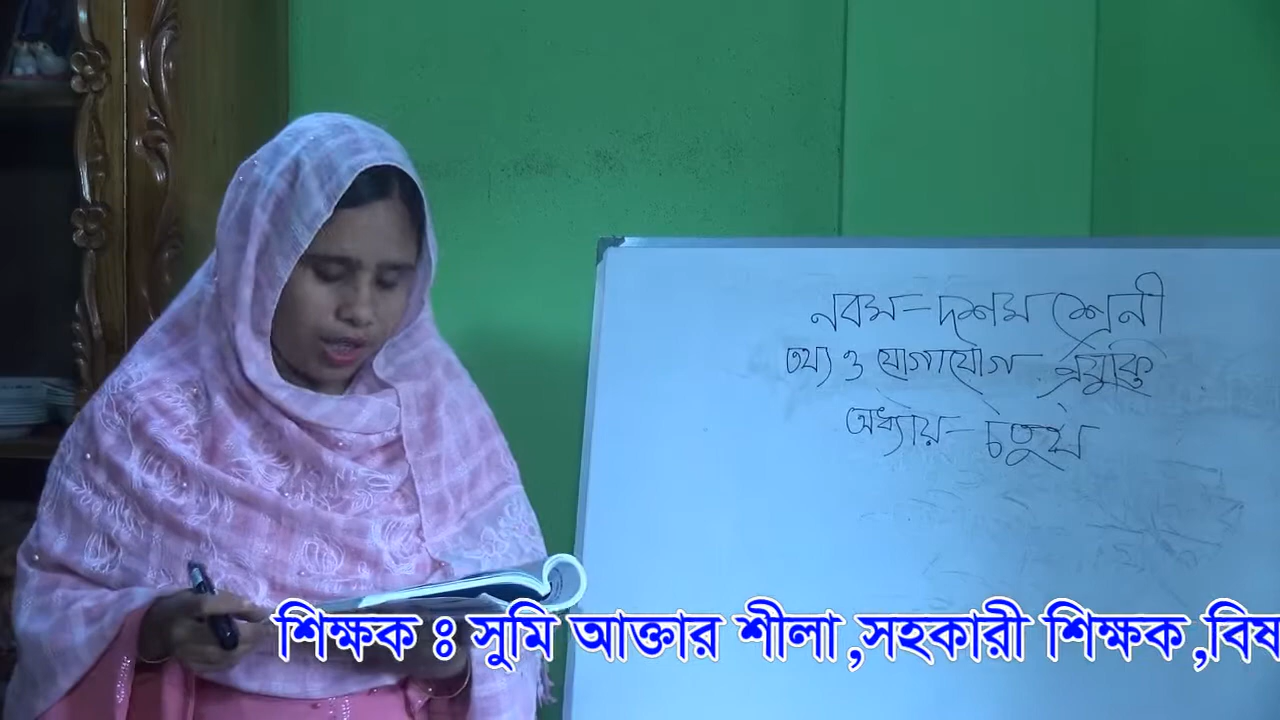 নবম-দশম শ্রেনী
তথ্য ও যোগাযোগ প্রযুক্তি
অধ্যায়- চতুর্থ
শিক্ষক ঃ সুমি আক্তার শীলা,সহকারী শিক্ষক,বিষ